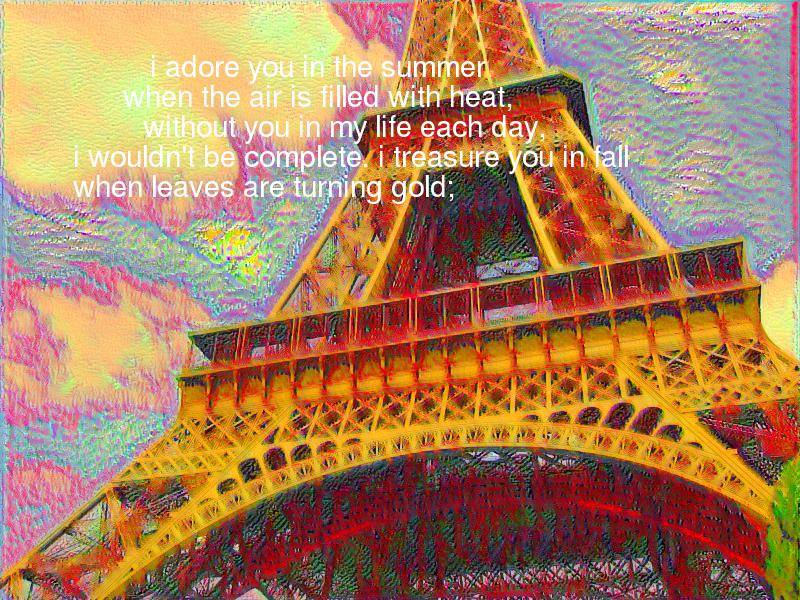 i adore you in the summer
when the air is filled with heat,
without you in my life each day,
i wouldn't be complete. i treasure you in fall
when leaves are turning gold;